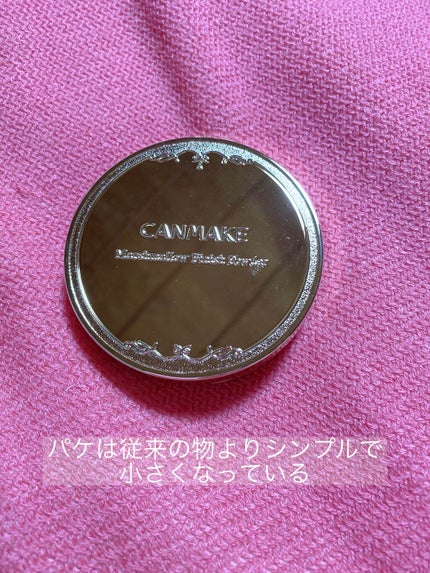 CANMAKE
Marshmallow Finish Powder
パケは従来の物よりシンプルで
小さくなっている